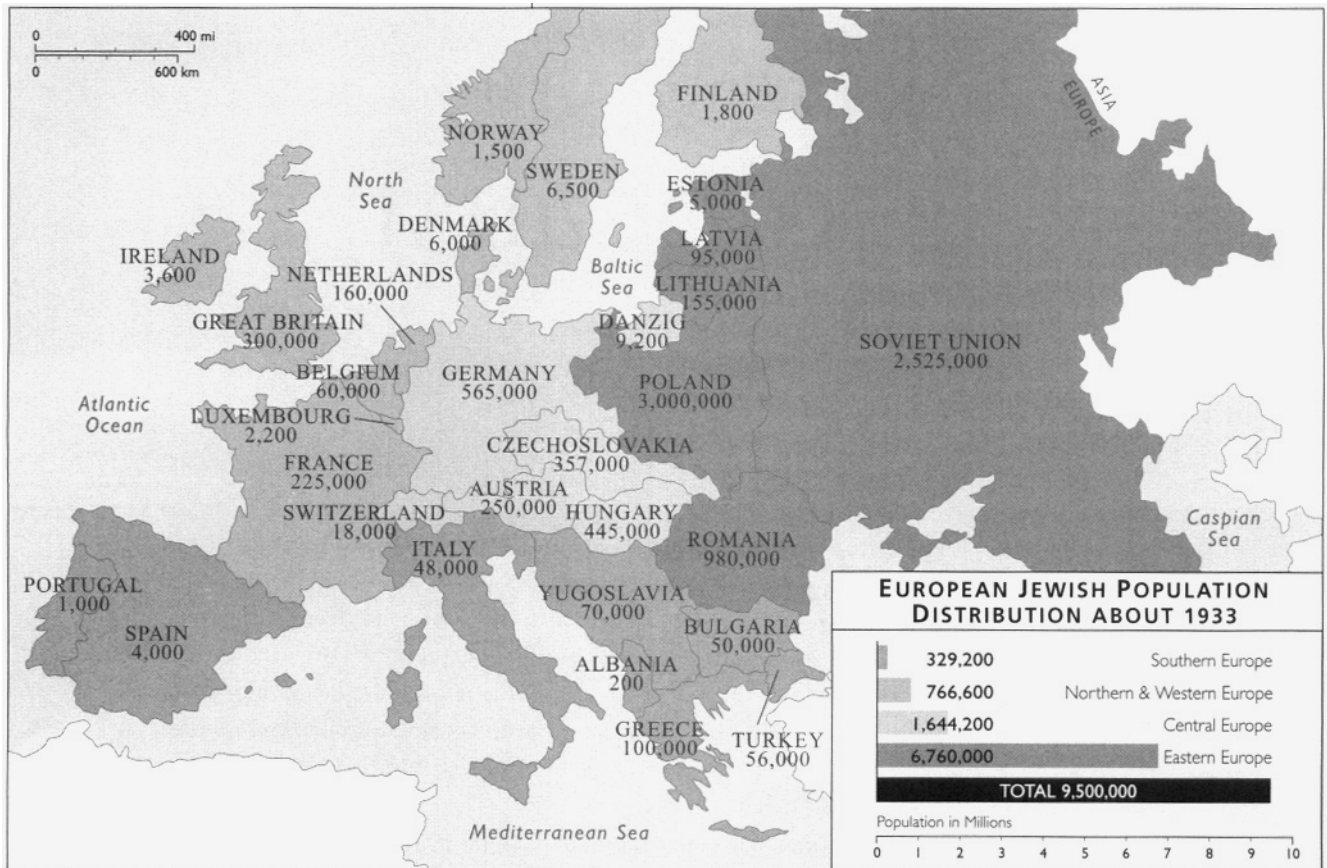 0 400 mi
0 600 km
ASIA
EUROPE
FINLAND
1,800
NORWAY
1,500
SWEDEN
6,500
North
Sea
ESTONIA
5,000
DENMARK
6,000
LATVIA
95,000
IRELAND
3,600
NETHERLANDS
160,000
Baltic
Sea
LITHUANIA
155,000
GREAT BRITAIN
300,000
DANZIG
9,200
SOVIET UNION
2,525,000
BELGIUM
60,000
GERMANY
565,000
POLAND
3,000,000
Atlantic
Ocean
LUXEMBOURG
2,200
CZECHOSLOVAKIA
357,000
FRANCE
225,000
AUSTRIA
250,000
SWITZERLAND
18,000
HUNGARY
445,000
Caspian
Sea
ITALY
48,000
ROMANIA
980,000
PORTUGAL
1,000
YUGOSLAVIA
70,000
SPAIN
4,000
BULGARIA
50,000
ALBANIA
200
GREECE
100,000
TURKEY
56,000
Mediterranean Sea
EUROPEAN JEWISH POPULATION
DISTRIBUTION ABOUT 1933
329,200 Southern Europe
766,600 Northern & Western Europe
1,644,200 Central Europe
6,760,000 Eastern Europe
TOTAL 9,500,000
Population in Millions
0 1 2 3 4 5 6 7 8 9 10